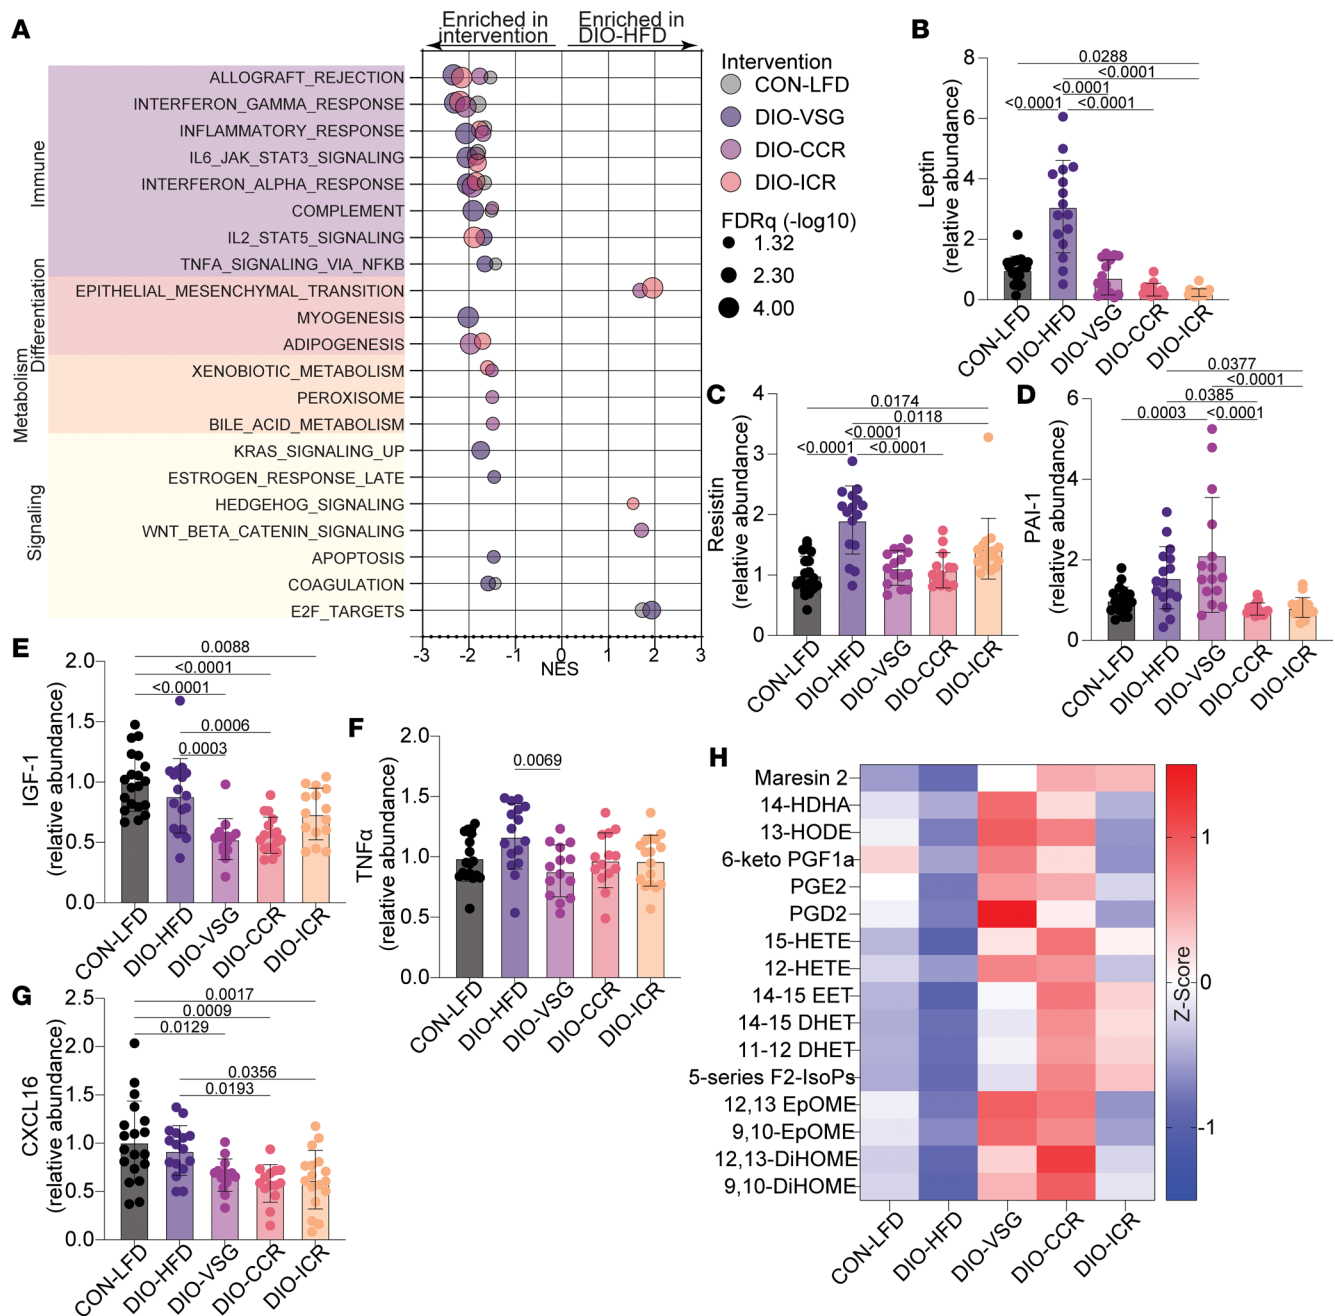 A
Enriched in
intervention
Enriched in
DIO-HFD
Immune
Differentiation
Metabolism
Signaling
ALLOGRAFT_REJECTION
INTERFERON_GAMMA_RESPONSE
INFLAMMATORY_RESPONSE
IL6_JAK_STAT3_SIGNALING
INTERFERON_ALPHA_RESPONSE
COMPLEMENT
IL2_STAT5_SIGNALING
TNFA_SIGNALING_VIA_NFKB
EPITHELIAL_MESENCHYMAL_TRANSITION
MYOGENESIS
ADIPOGENESIS
XENOBIOTIC_METABOLISM
PEROXISOME
BILE_ACID_METABOLISM
KRAS_SIGNALING_UP
ESTROGEN_RESPONSE_LATE
HEDGEHOG_SIGNALING
WNT_BETA_CATENIN_SIGNALING
APOPTOSIS
COAGULATION
E2F_TARGETS
-3 -2 -1 0 1 2 3
NES
Intervention
CON-LFD
DIO-VSG
DIO-CCR
DIO-ICR
FDRq (-log10)
1.32
2.30
4.00
B
Leptin
(relative abundance)
8
6
4
2
0
0.0288
<0.0001
<0.0001
<0.0001 <0.0001
CON-LFD
DIO-HFD
DIO-VSG
DIO-CCR
DIO-ICR
C
Resistin
(relative abundance)
4
3
2
1
0
0.0174
0.0118
<0.0001
<0.0001 <0.0001
CON-LFD
DIO-HFD
DIO-VSG
DIO-CCR
DIO-ICR
D
PAI-1
(relative abundance)
6
4
2
0
0.0377
<0.0001
0.0385
0.0003 <0.0001
CON-LFD
DIO-HFD
DIO-VSG
DIO-CCR
DIO-ICR
E
IGF-1
(relative abundance)
2.0
1.5
1.0
0.5
0.0
0.0088
<0.0001
<0.0001
0.0006
0.0003
CON-LFD
DIO-HFD
DIO-VSG
DIO-CCR
DIO-ICR
F
TNFα
(relative abundance)
2.0
1.5
1.0
0.5
0.0
0.0069
CON-LFD
DIO-HFD
DIO-VSG
DIO-CCR
DIO-ICR
G
CXCL16
(relative abundance)
2.5
2.0
1.5
1.0
0.5
0.0
0.0017
0.0009
0.0129
0.0356
0.0193
CON-LFD
DIO-HFD
DIO-VSG
DIO-CCR
DIO-ICR
H
Maresin 2
14-HDHA
13-HODE
6-keto PGF1a
PGE2
PGD2
15-HETE
12-HETE
14-15 EET
14-15 DHET
11-12 DHET
5-series F2-IsoPs
12,13 EpOME
9,10-EpOME
12,13-DiHOME
9,10-DiHOME
CON-LFD
DIO-HFD
DIO-VSG
DIO-CCR
DIO-ICR
1
0
-1
Z-Score